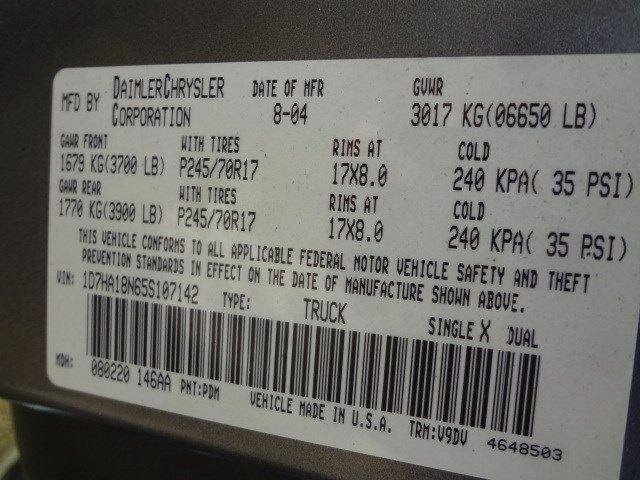 MFD BY DAIMLERCHRYSLER CORPORATION DATE OF MFR 8-04 GVWR 3017 KG(06650 LB)
GAWR FRONT WITH TIRES RIMS AT COLD
1679 KG(3700 LB) P245/70R17 17X8.0 240 KPA( 35 PSI)
GAWR REAR WITH TIRES RIMS AT COLD
1770 KG(3900 LB) P245/70R17 17X8.0 240 KPA( 35 PSI)
THIS VEHICLE CONFORMS TO ALL APPLICABLE FEDERAL MOTOR VEHICLE SAFETY AND THEFT
PREVENTION STANDARDS IN EFFECT ON THE DATE OF MANUFACTURE SHOWN ABOVE.
VIN: 1D7HA18N65S107142 TYPE: TRUCK SINGLE X DUAL
MDH: 080220 146AA PNT:PDM VEHICLE MADE IN U.S.A. TRM:V9DV 4648503